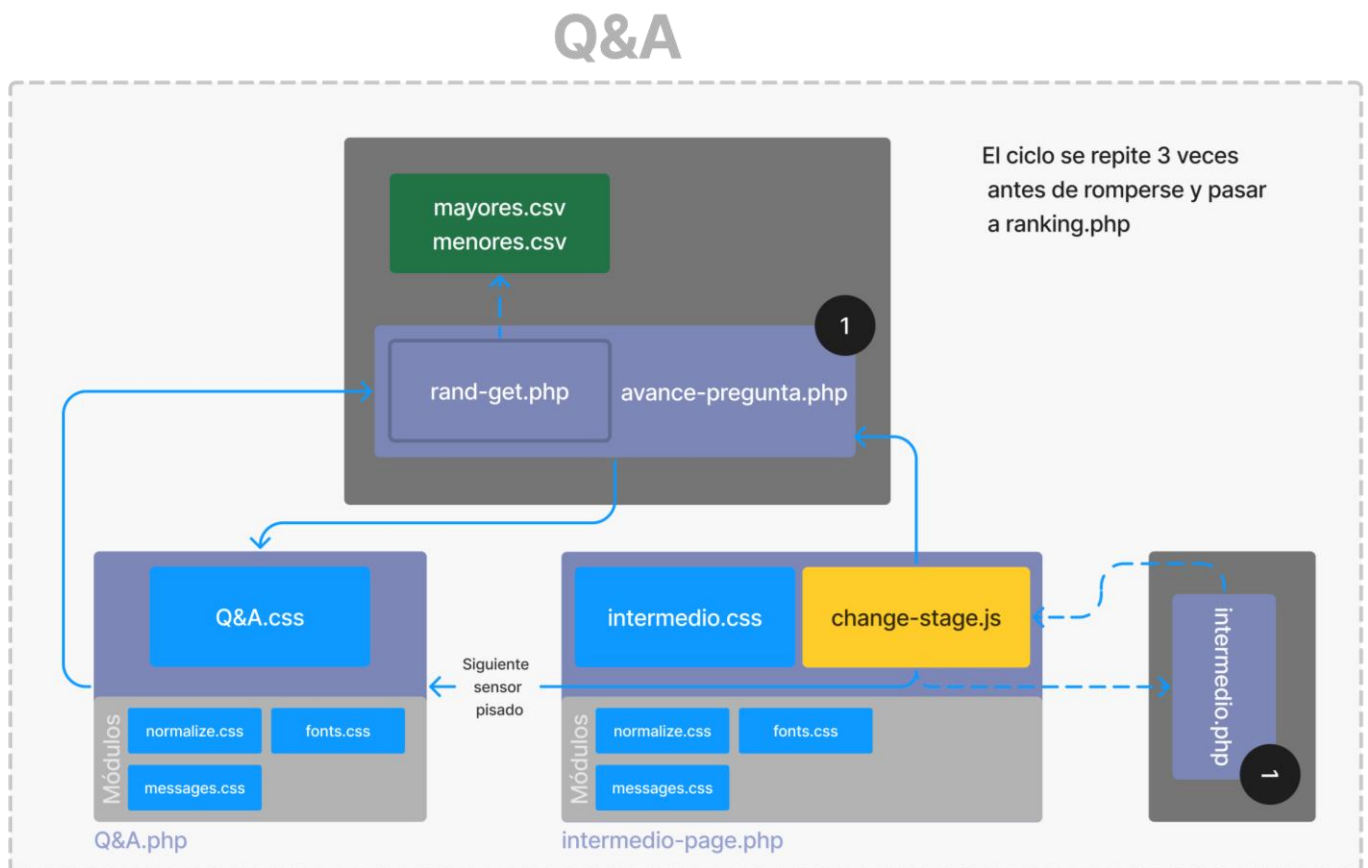 Q&A
El ciclo se repite 3 veces
antes de romperse y pasar
a ranking.php
mayores.csv
menores.csv
1
rand-get.php
avance-pregunta.php
Q&A.css
intermedio.css
change-stage.js
intermedio.php
1
Siguiente
sensor
pisado
Módulos
normalize.css
fonts.css
messages.css
Módulos
normalize.css
fonts.css
messages.css
Q&A.php
intermedio-page.php